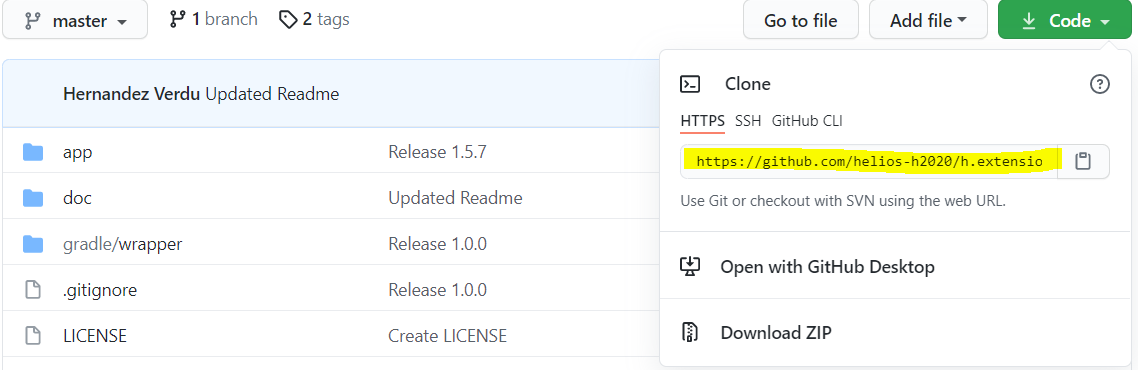 master 1 branch 2 tags Go to file Add file Code
Hernandez Verdu Updated Readme
app Release 1.5.7
doc Updated Readme
gradle/wrapper Release 1.0.0
.gitignore Release 1.0.0
LICENSE Create LICENSE
Clone
HTTPS SSH GitHub CLI
https://github.com/helios-h2020/h.extensio
Use Git or checkout with SVN using the web URL.
Open with GitHub Desktop
Download ZIP